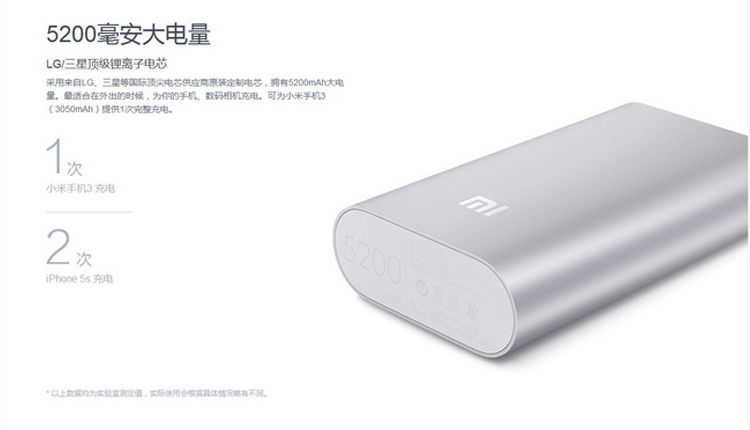 5200毫安大电量
LG/三星顶级锂离子电芯
采用来自LG、三星等国际顶尖电芯供应商原装定制电芯，拥有5200mAh大电
量。最适合在外出的时候，为你的手机、数码相机充电。可为小米手机3
（3050mAh）提供1次完整充电。
1次
小米手机3 充电
2次
iPhone 5s 充电
MI
5200
* 以上数据均为实验室测定值，实际使用会根据具体情况略有不同。